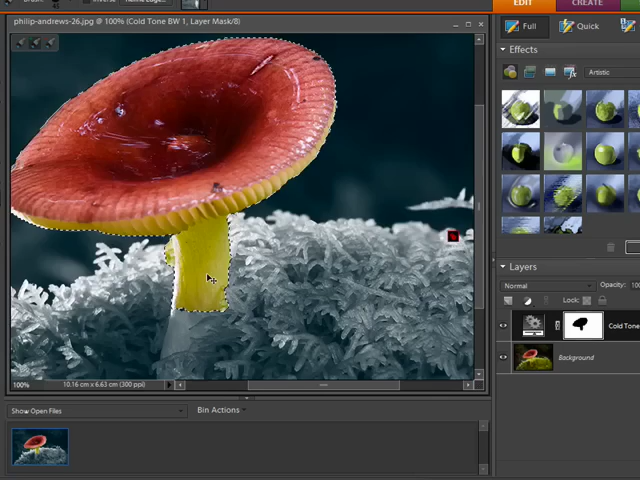 EDIT
CREATE
philip-andrews-26.jpg @ 100% (Cold Tone BW 1, Layer Mask/8)
Full
Quick
Effects
Artistic
Layers
Normal
Opacity:
Lock:
Cold Tone
Background
100%
10.16 cm x 6.63 cm (300 ppi)
Show Open Files
Bin Actions